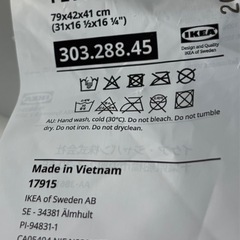 79x42x41 cm
(31x16 ½x16 ¼")
IKEA
Design and Quality
IKEA of Sweden
303.288.45
AU: Hand wash, cold (30°C). Do not bleach. Do not tumble
dry. Do not iron. Do not dryclean.
Made in Vietnam
17915
IKEA of Sweden AB
SE - 34381 Älmhult
PI-94831-1